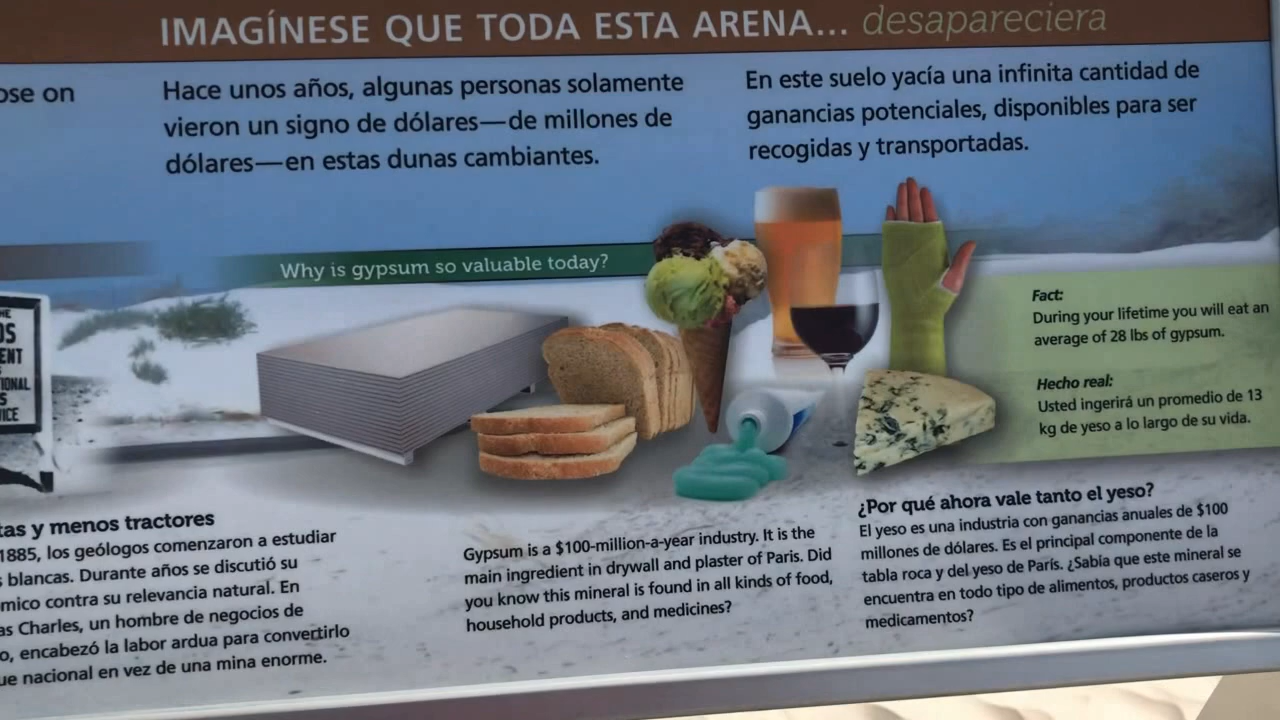 IMAGÍNESE QUE TODA ESTA ARENA... desapareciera
ose on
Hace unos años, algunas personas solamente
vieron un signo de dólares—de millones de
dólares—en estas dunas cambiantes.
En este suelo yacía una infinita cantidad de
ganancias potenciales, disponibles para ser
recogidas y transportadas.
Why is gypsum so valuable today?
HE
OS
ENT
IONAL
S
ICE
Fact:
During your lifetime you will eat an
average of 28 lbs of gypsum.
Hecho real:
Usted ingerirá un promedio de 13
kg de yeso a lo largo de su vida.
tas y menos tractores
1885, los geólogos comenzaron a estudiar
s blancas. Durante años se discutió su
mico contra su relevancia natural. En
as Charles, un hombre de negocios de
o, encabezó la labor ardua para convertirlo
ue nacional en vez de una mina enorme.
Gypsum is a $100-million-a-year industry. It is the
main ingredient in drywall and plaster of Paris. Did
you know this mineral is found in all kinds of food,
household products, and medicines?
¿Por qué ahora vale tanto el yeso?
El yeso es una industria con ganancias anuales de $100
millones de dólares. Es el principal componente de la
tabla roca y del yeso de París. ¿Sabía que este mineral se
encuentra en todo tipo de alimentos, productos caseros y
medicamentos?